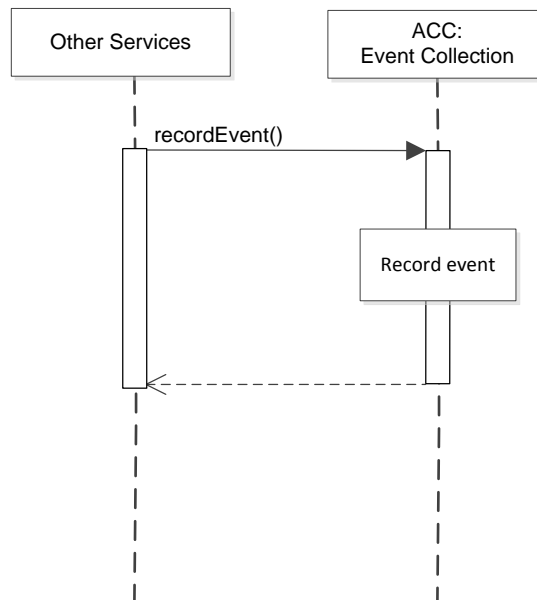 Other Services
ACC:
Event Collection
recordEvent()
Record event